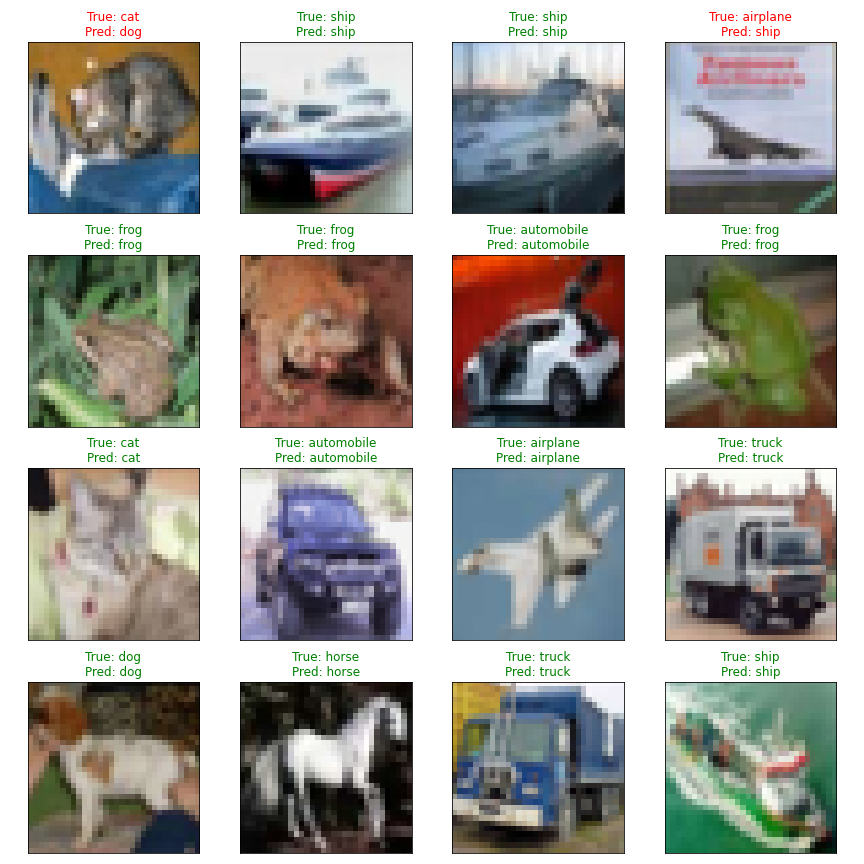 True: cat
Pred: dog
True: ship
Pred: ship
True: ship
Pred: ship
True: airplane
Pred: ship
True: frog
Pred: frog
True: frog
Pred: frog
True: automobile
Pred: automobile
True: frog
Pred: frog
True: cat
Pred: cat
True: automobile
Pred: automobile
True: airplane
Pred: airplane
True: truck
Pred: truck
True: dog
Pred: dog
True: horse
Pred: horse
True: truck
Pred: truck
True: ship
Pred: ship